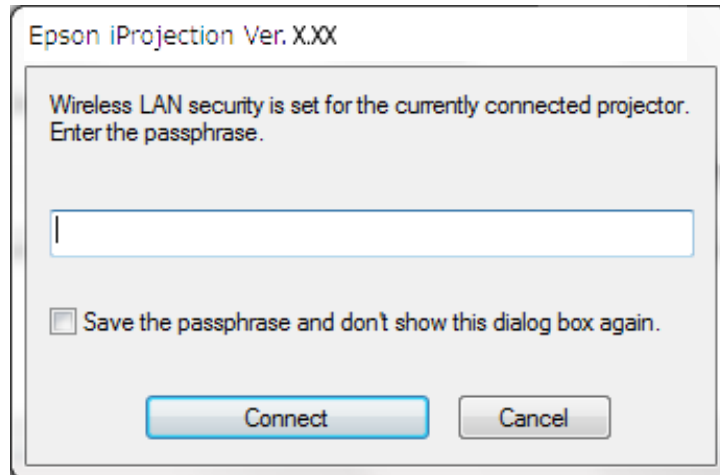 Epson iProjection Ver. X.XX
Wireless LAN security is set for the currently connected projector.
Enter the passphrase.
Save the passphrase and don't show this dialog box again.
Connect Cancel